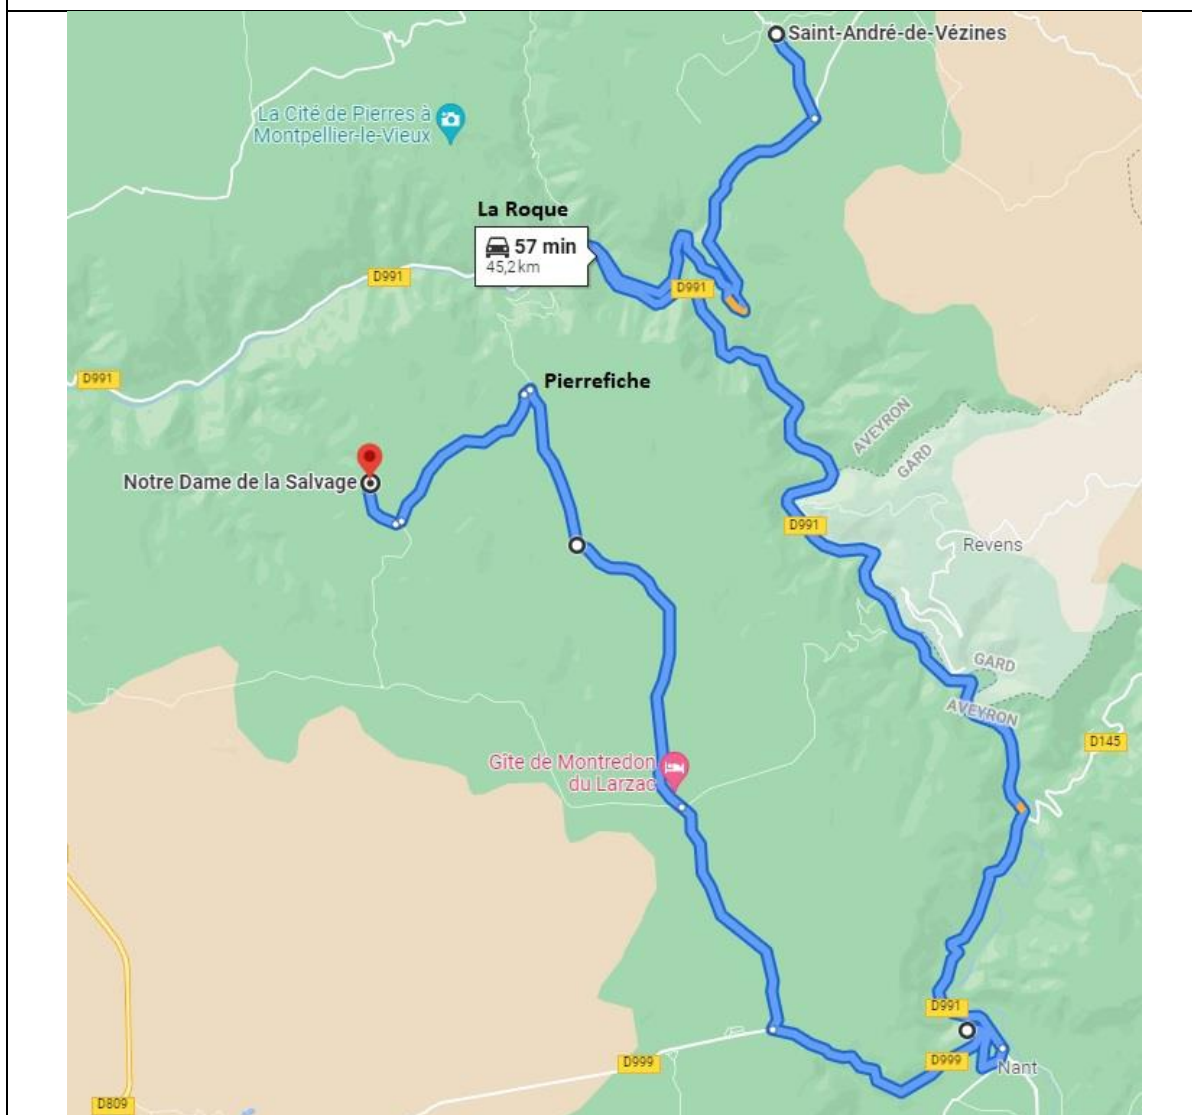 Saint-André-de-Vézines
La Cité de Pierres à
Montpellier-le-Vieux
La Roque
57 min
45,2 km
D991
D991
D991
Pierrefiche
AVEYRON
GARD
Notre Dame de la Salvage
D991
Revens
GARD
AVEYRON
D145
Gîte de Montredon
du Larzac
D991
D999
D999
Nant
D809